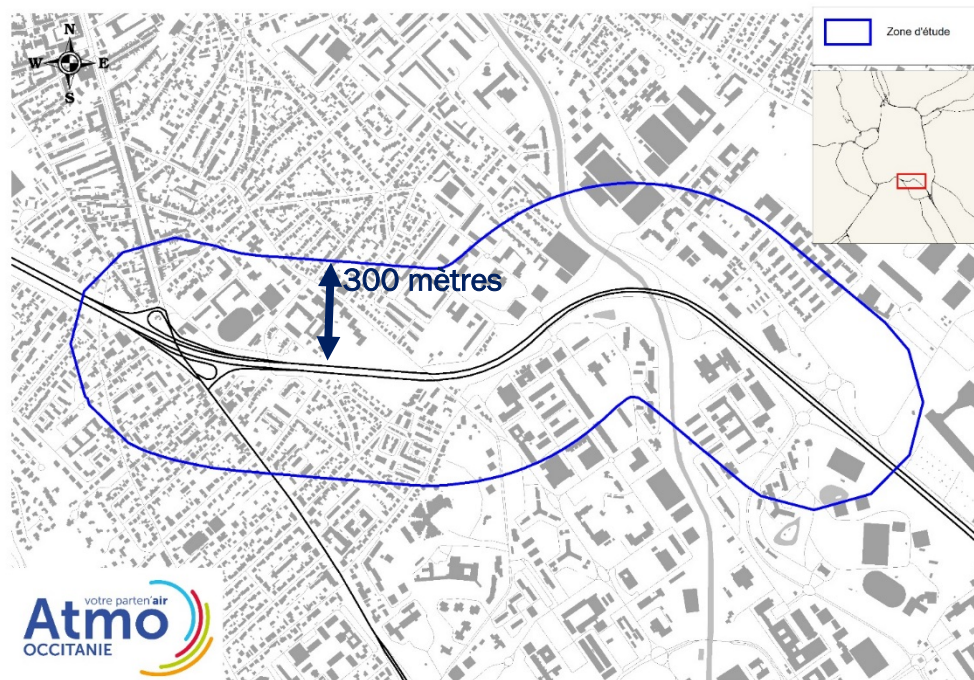 N
W E
S
Zone d'étude
300 mètres
votre parten'air
Atmo
OCCITANIE